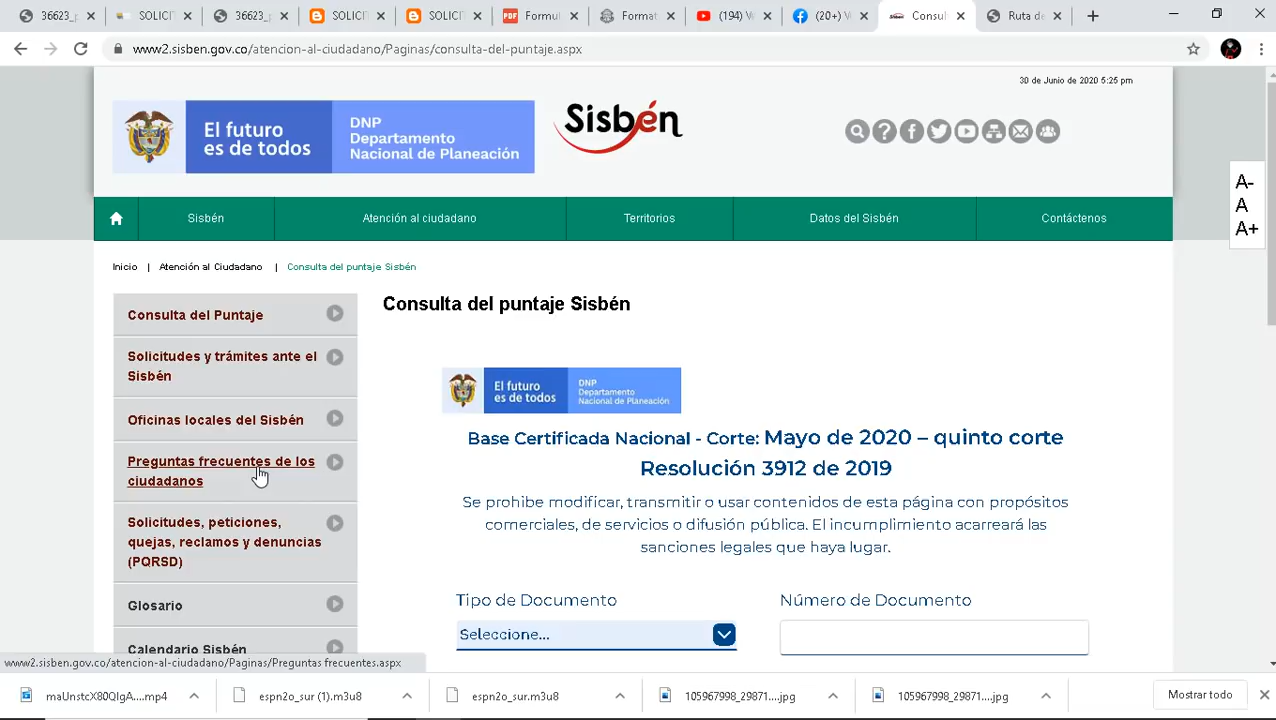 36623_p
SOLICIT
36623_p
SOLICIT
SOLICIT
PDF
Formul
Format
(194) V
(20+) V
Sisbén
Consul
Ruta de
www2.sisben.gov.co/atencion-al-ciudadano/Paginas/consulta-del-puntaje.aspx
30 de Junio de 2020 5:25 pm
El futuro
es de todos
DNP
Departamento
Nacional de Planeación
Sisbén
A-
A
A+
Sisbén
Atención al ciudadano
Territorios
Datos del Sisbén
Contáctenos
Inicio | Atención al Ciudadano | Consulta del puntaje Sisbén
Consulta del Puntaje
Solicitudes y trámites ante el
Sisbén
Oficinas locales del Sisbén
Preguntas frecuentes de los
ciudadanos
Solicitudes, peticiones,
quejas, reclamos y denuncias
(PQRSD)
Glosario
Calendario Sisbén
Consulta del puntaje Sisbén
El futuro
es de todos
DNP
Departamento
Nacional de Planeación
Base Certificada Nacional - Corte: Mayo de 2020 – quinto corte
Resolución 3912 de 2019
Se prohibe modificar, transmitir o usar contenidos de esta página con propósitos
comerciales, de servicios o difusión pública. El incumplimiento acarreará las
sanciones legales que haya lugar.
Tipo de Documento
Seleccione...
Número de Documento
www2.sisben.gov.co/atencion-al-ciudadano/Paginas/Preguntas frecuentes.aspx
maUnstcX80QIgA....mp4
espn2o_sur (1).m3u8
espn2o_sur.m3u8
105967998_29871....jpg
105967998_29871....jpg
Mostrar todo